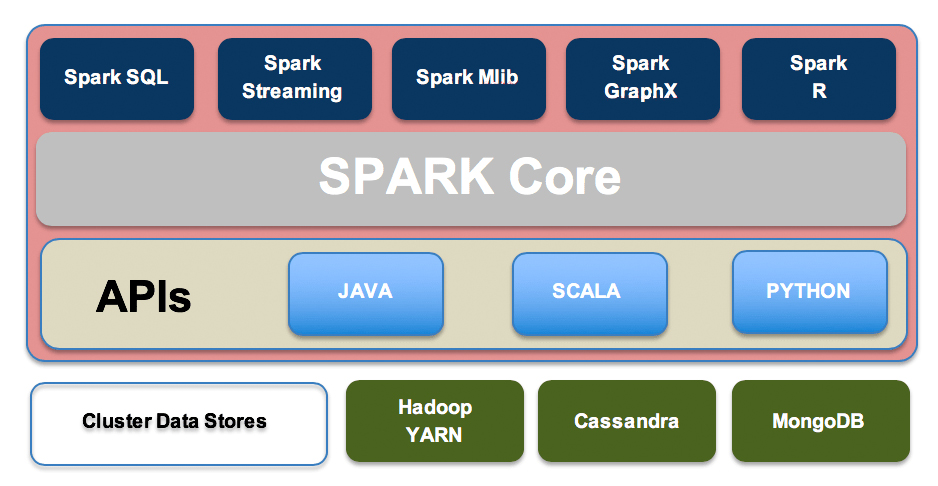 Spark SQL
Spark
Streaming
Spark Mlib
Spark
GraphX
Spark
R
SPARK Core
APIs
JAVA
SCALA
PYTHON
Cluster Data Stores
Hadoop
YARN
Cassandra
MongoDB